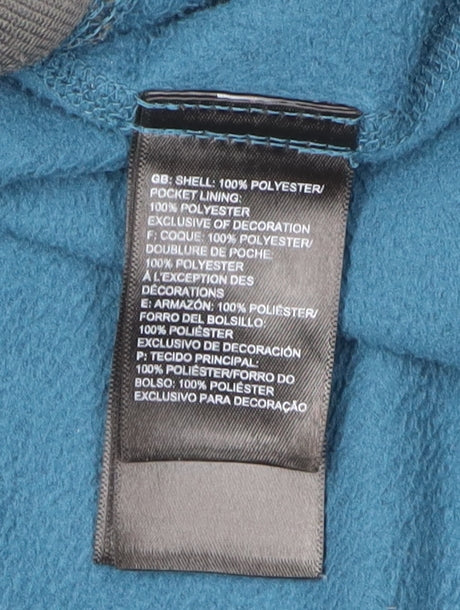 GB: SHELL: 100% POLYESTER/
POCKET LINING:
100% POLYESTER
EXCLUSIVE OF DECORATION
F: COQUE: 100% POLYESTER/
DOUBLURE DE POCHE:
100% POLYESTER
À L'EXCEPTION DES
DÉCORATIONS
E: ARMAZÓN: 100% POLIÉSTER/
FORRO DEL BOLSILLO:
100% POLIÉSTER
EXCLUSIVO DE DECORACIÓN
P: TECIDO PRINCIPAL:
100% POLIÉSTER/FORRO DO
BOLSO: 100% POLIÉSTER
EXCLUSIVO PARA DECORAÇÃO